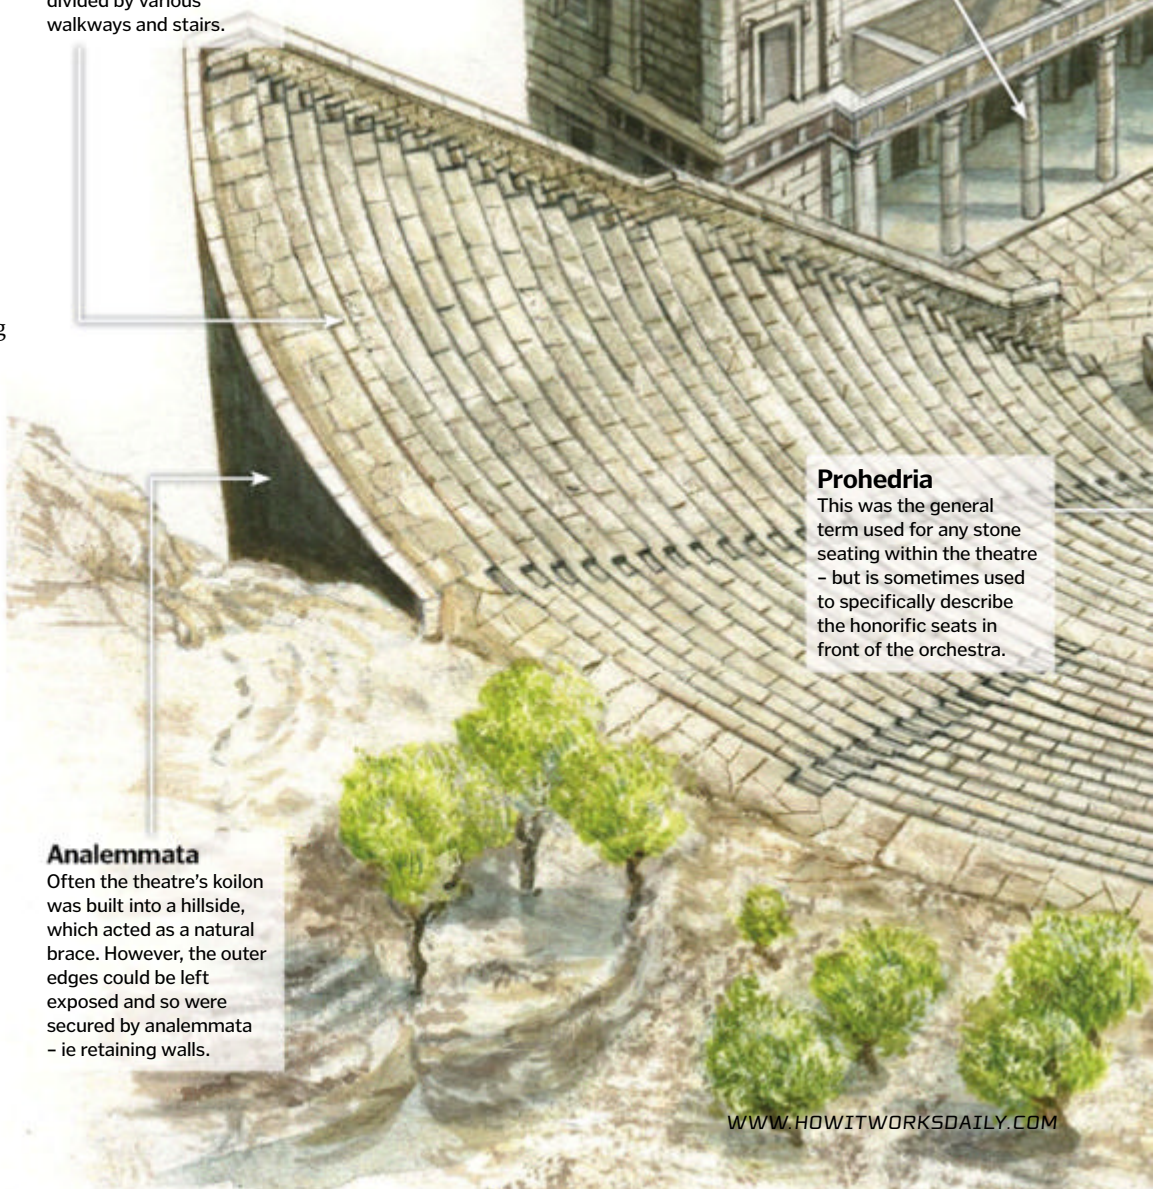 divided by various
walkways and stairs.
g
Prohedria
This was the general
term used for any stone
seating within the theatre
– but is sometimes used
to specifically describe
the honorific seats in
front of the orchestra.
Analemmata
Often the theatre's koilon
was built into a hillside,
which acted as a natural
brace. However, the outer
edges could be left
exposed and so were
secured by analemmata
– ie retaining walls.
WWW.HOWITWORKSDAILY.COM